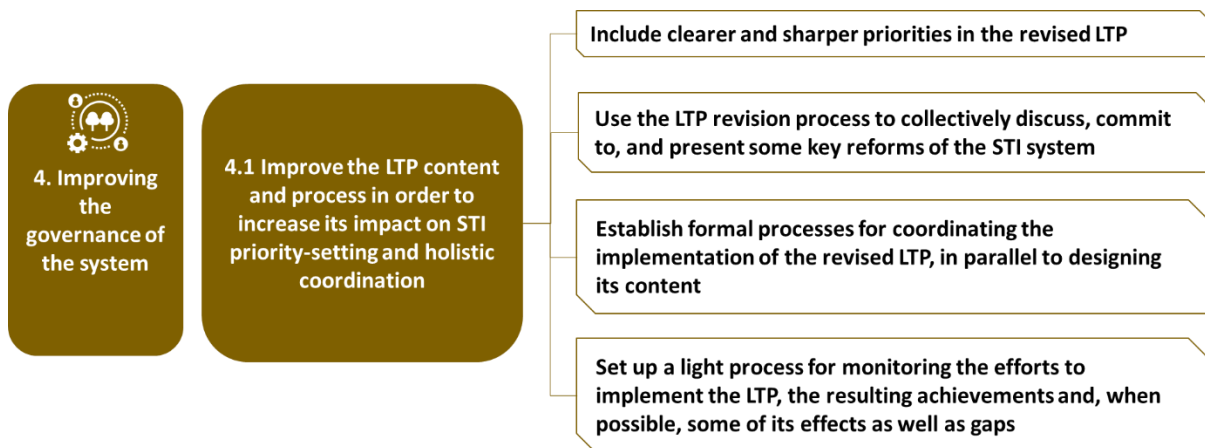 4. Improving
the
governance of
the system
4.1 Improve the LTP content
and process in order to
increase its impact on STI
priority-setting and holistic
coordination
Include clearer and sharper priorities in the revised LTP
Use the LTP revision process to collectively discuss, commit
to, and present some key reforms of the STI system
Establish formal processes for coordinating the
implementation of the revised LTP, in parallel to designing
its content
Set up a light process for monitoring the efforts to
implement the LTP, the resulting achievements and, when
possible, some of its effects as well as gaps